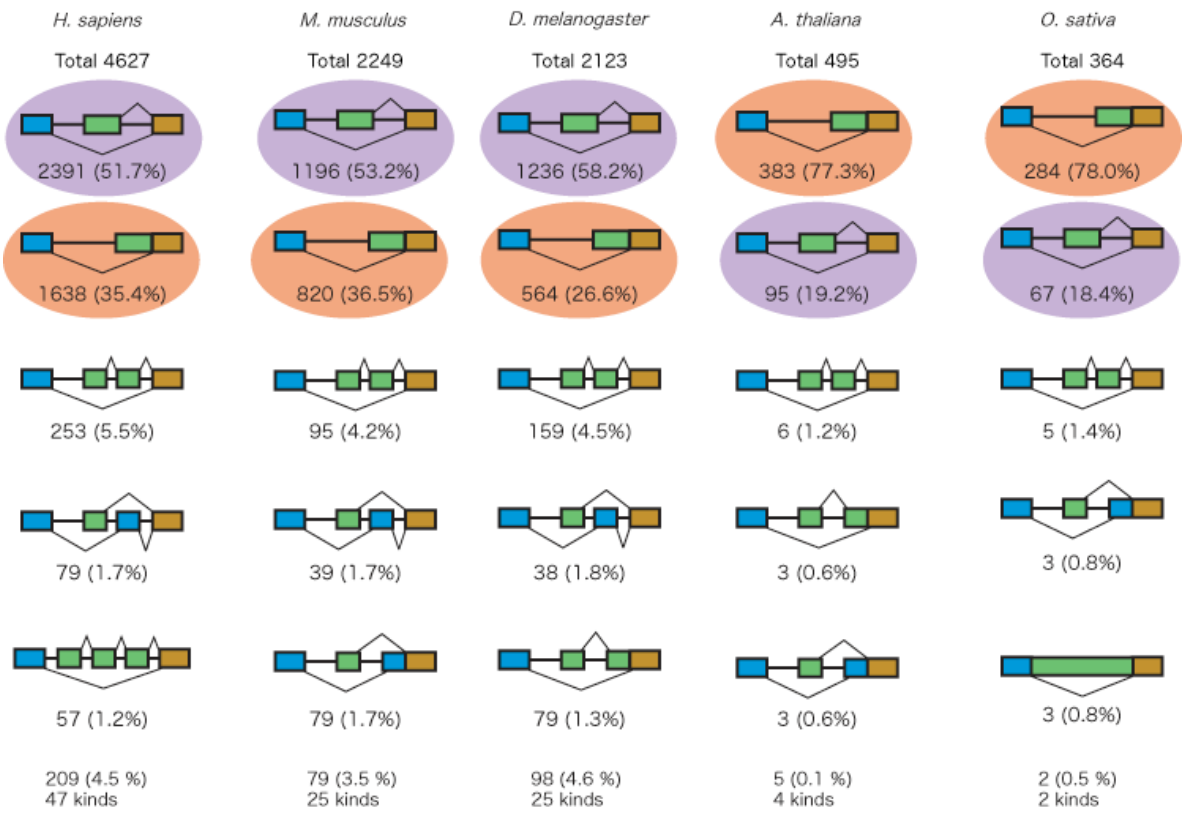 H. sapiens M. musculus D. melanogaster A. thaliana O. sativa
Total 4627 Total 2249 Total 2123 Total 495 Total 364
2391 (51.7%) 1196 (53.2%) 1236 (58.2%) 383 (77.3%) 284 (78.0%)
1638 (35.4%) 820 (36.5%) 564 (26.6%) 95 (19.2%) 67 (18.4%)
253 (5.5%) 95 (4.2%) 159 (4.5%) 6 (1.2%) 5 (1.4%)
79 (1.7%) 39 (1.7%) 38 (1.8%) 3 (0.6%) 3 (0.8%)
57 (1.2%) 79 (1.7%) 79 (1.3%) 3 (0.6%) 3 (0.8%)
209 (4.5 %) 79 (3.5 %) 98 (4.6 %) 5 (0.1 %) 2 (0.5 %)
47 kinds 25 kinds 25 kinds 4 kinds 2 kinds